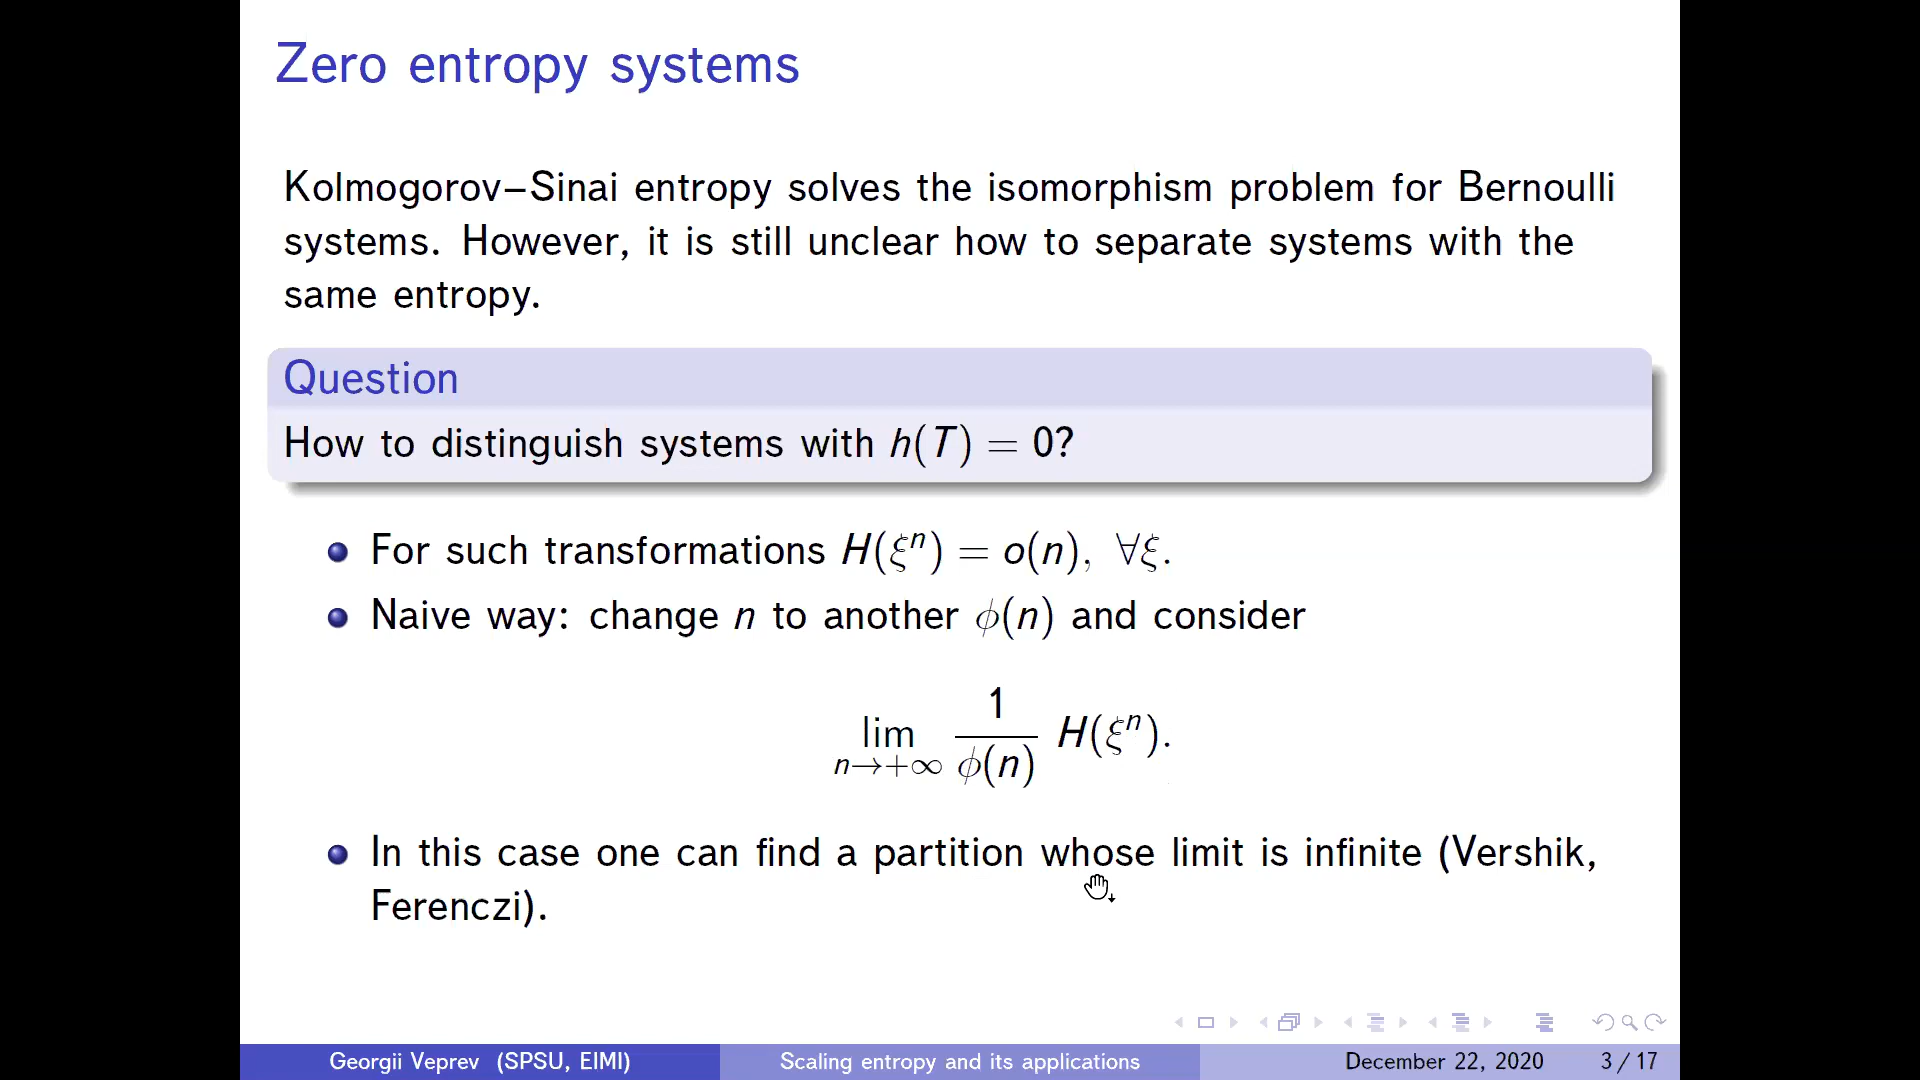 Zero entropy systems
Kolmogorov–Sinai entropy solves the isomorphism problem for Bernoulli
systems. However, it is still unclear how to separate systems with the
same entropy.
Question
How to distinguish systems with h(T) = 0?
For such transformations H(ξⁿ) = o(n), ∀ξ.
Naive way: change n to another ϕ(n) and consider
lim_{n→+∞} 1/ϕ(n) H(ξⁿ).
In this case one can find a partition whose limit is infinite (Vershik,
Ferenczi).
Georgii Veprev (SPSU, EIMI) Scaling entropy and its applications December 22, 2020 3 / 17